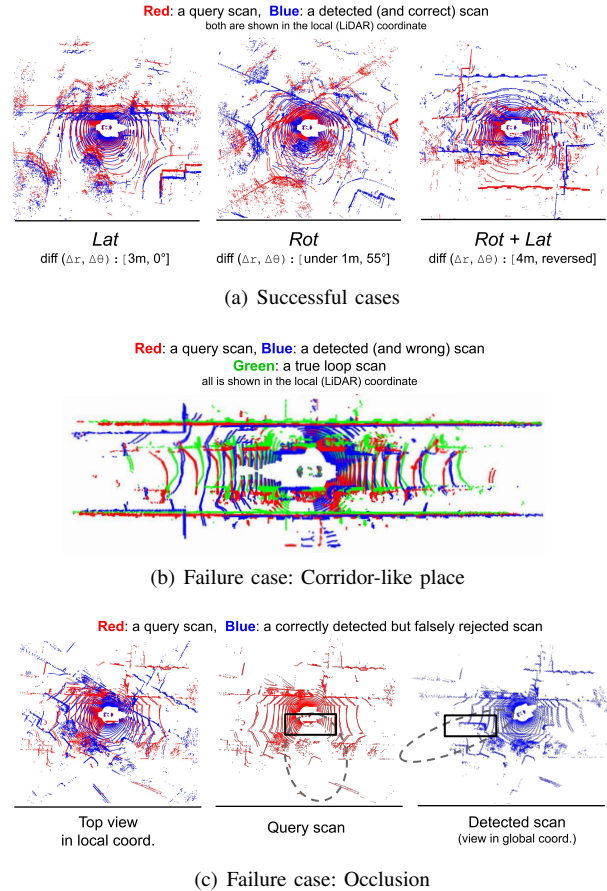 Red: a query scan, Blue: a detected (and correct) scan
both are shown in the local (LiDAR) coordinate
Lat
Rot
Rot + Lat
diff (Δr, Δθ) : [3m, 0°]
diff (Δr, Δθ) : [under 1m, 55°]
diff (Δr, Δθ) : [4m, reversed]
(a) Successful cases
Red: a query scan, Blue: a detected (and wrong) scan
Green: a true loop scan
all is shown in the local (LiDAR) coordinate
(b) Failure case: Corridor-like place
Red: a query scan, Blue: a correctly detected but falsely rejected scan
Top view
in local coord.
Query scan
Detected scan
(view in global coord.)
(c) Failure case: Occlusion